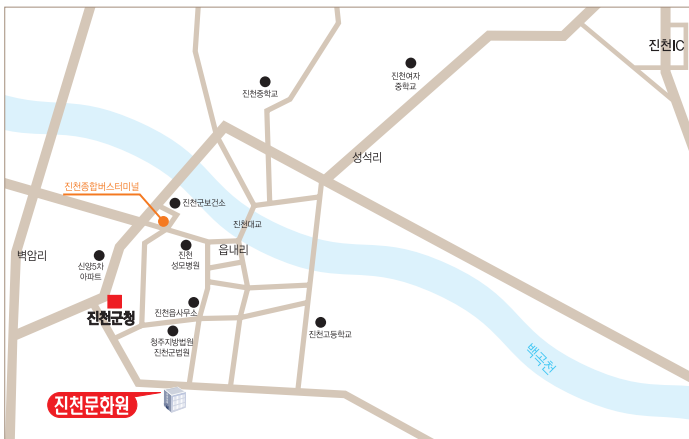 진천IC
진천여자
중학교
진천중학교
성석리
진천종합버스터미널
진천군보건소
진천대교
읍내리
벽암리
진천
성모병원
신양5차
아파트
진천군청
진천읍사무소
진천고등학교
청주지방법원
진천군법원
백곡천
진천문화원